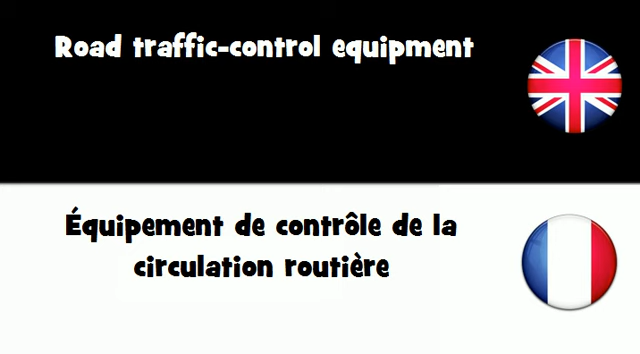 Road traffic-control equipment
Équipement de contrôle de la
circulation routière